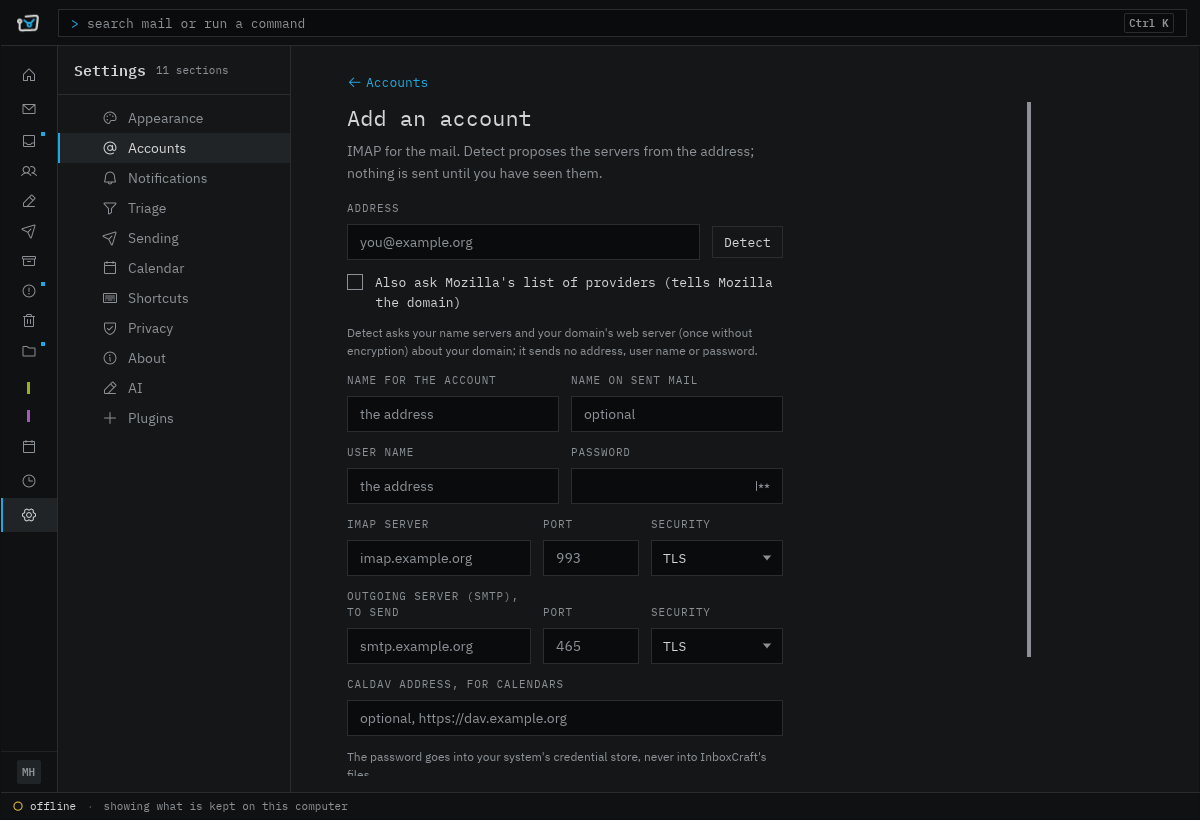 > search mail or run a command
Ctrl K
Settings 11 sections
Appearance
Accounts
Notifications
Triage
Sending
Calendar
Shortcuts
Privacy
About
AI
Plugins
MH
← Accounts
Add an account
IMAP for the mail. Detect proposes the servers from the address;
nothing is sent until you have seen them.
ADDRESS
you@example.org
Detect
Also ask Mozilla's list of providers (tells Mozilla
the domain)
Detect asks your name servers and your domain's web server (once without
encryption) about your domain; it sends no address, user name or password.
NAME FOR THE ACCOUNT NAME ON SENT MAIL
the address optional
USER NAME PASSWORD
the address |**
IMAP SERVER PORT SECURITY
imap.example.org 993 TLS
OUTGOING SERVER (SMTP),
TO SEND PORT SECURITY
smtp.example.org 465 TLS
CALDAV ADDRESS, FOR CALENDARS
optional, https://dav.example.org
The password goes into your system's credential store, never into InboxCraft's
files.
offline · showing what is kept on this computer